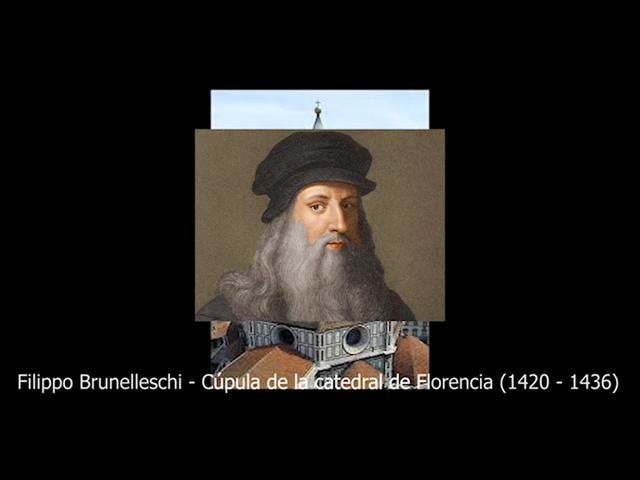 Filippo Brunelleschi - Cúpula de la catedral de Florencia (1420 - 1436)